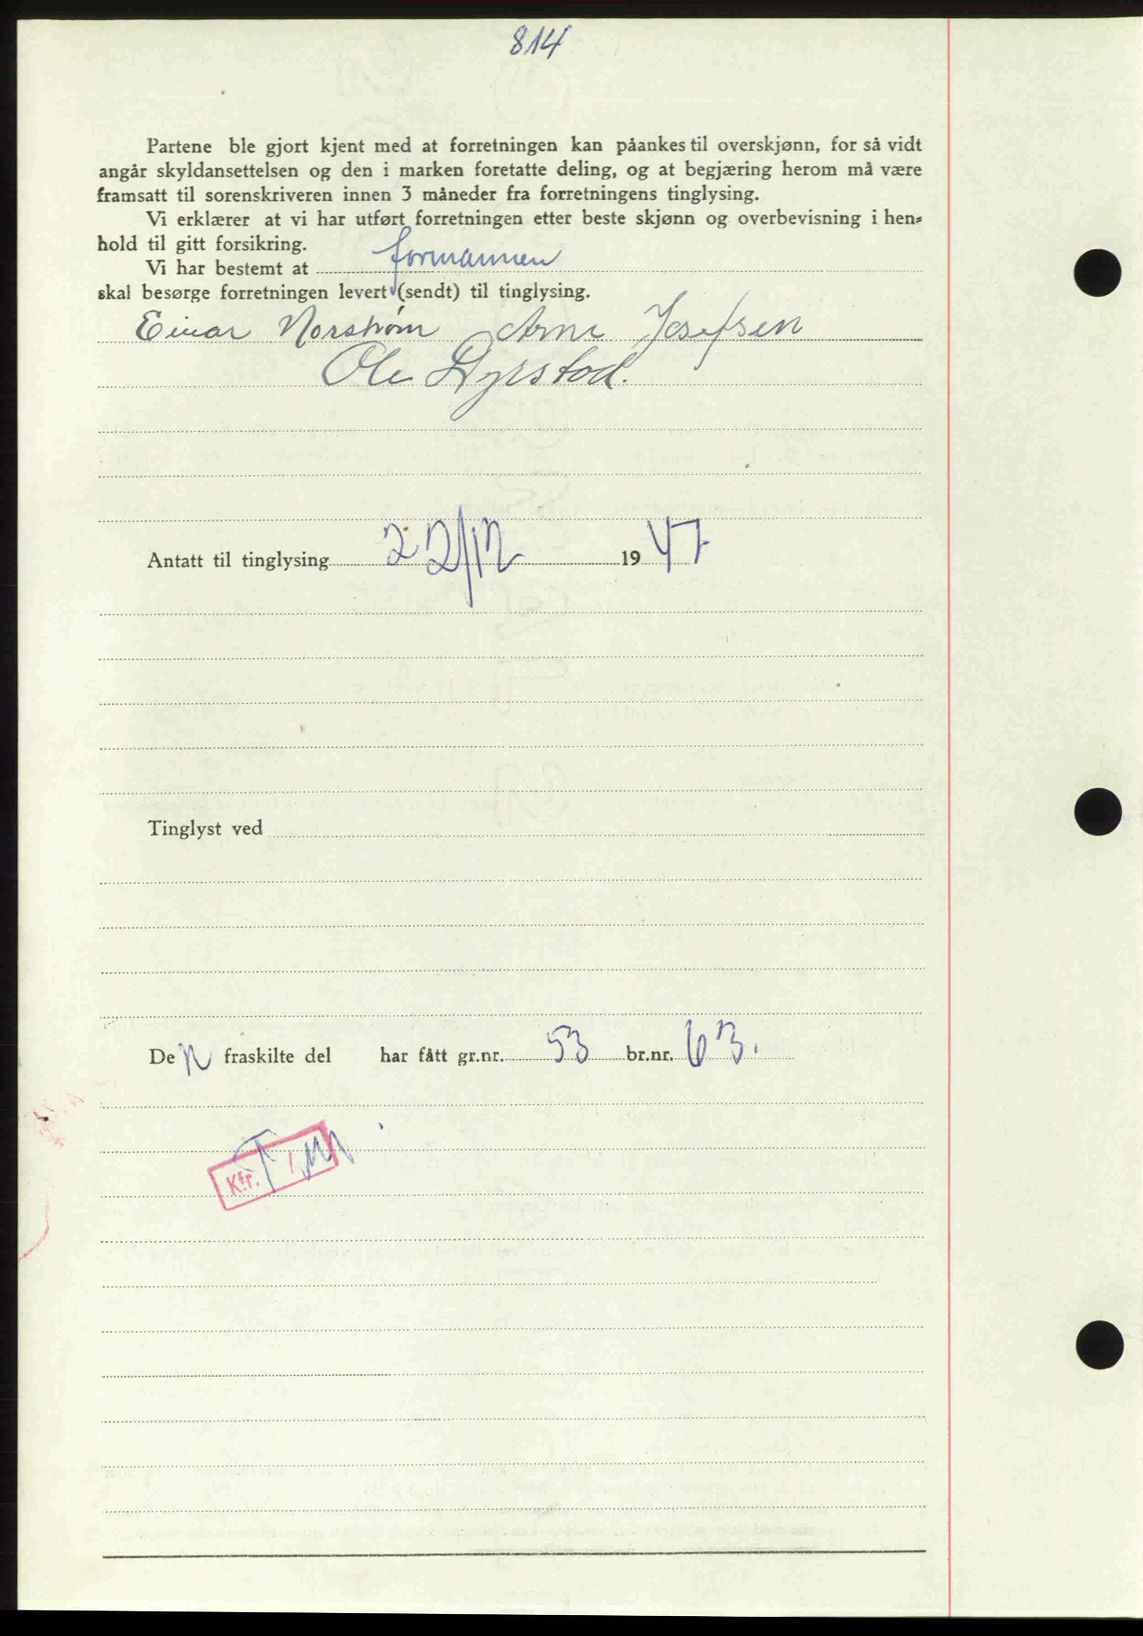 814
Partene ble gjort kjent med at forretningen kan påankes til overskjønn, for så vidt
angår skyldansettelsen og den i marken foretatte deling, og at begjæring herom må være
framsatt til sorenskriveren innen 3 måneder fra forretningens tinglysing.
Vi erklærer at vi har utført forretningen etter beste skjønn og overbevisning i hen-
hold til gitt forsikring.
Vi har bestemt at formannen
skal besørge forretningen levert (sendt) til tinglysing.
Einar Norstrøm Arne Josefsen
Ole Dyrstad.
Antatt til tinglysing 22/12 1947
Tinglyst ved
Den fraskilte del har fått gr.nr. 53 br.nr. 63.
Kfr.